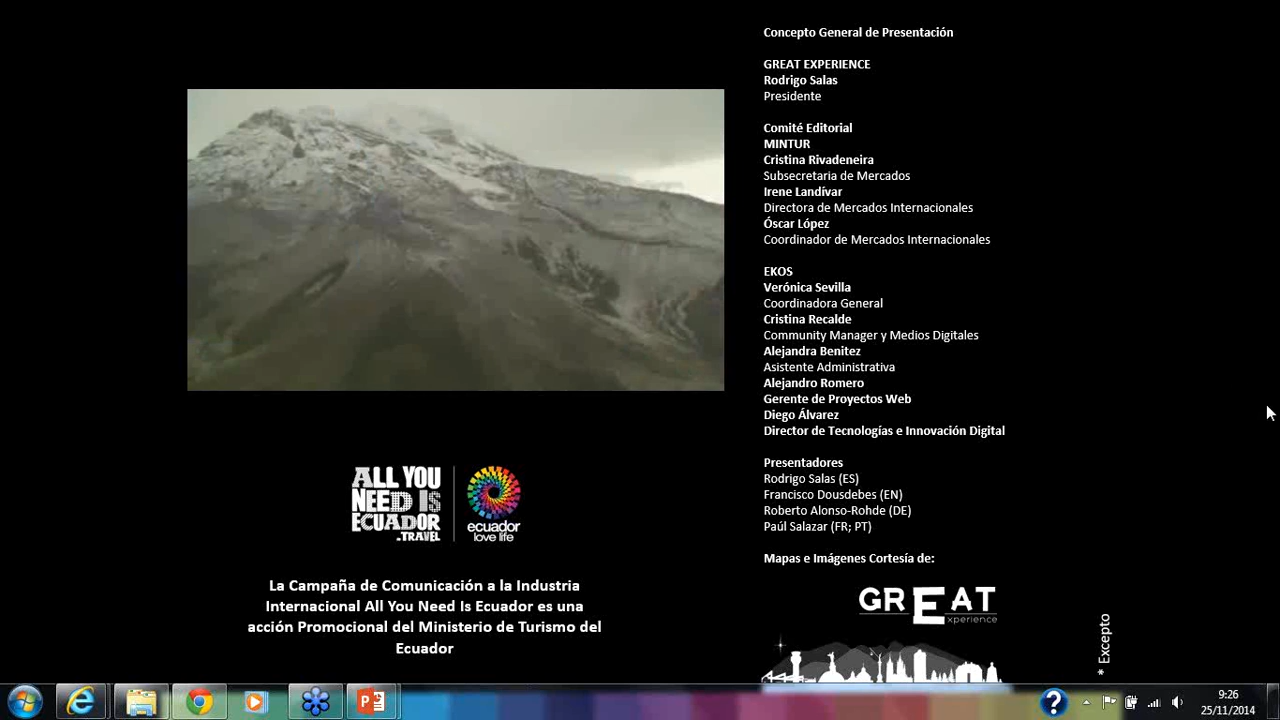 Concepto General de Presentación
GREAT EXPERIENCE
Rodrigo Salas
Presidente
Comité Editorial
MINTUR
Cristina Rivadeneira
Subsecretaria de Mercados
Irene Landívar
Directora de Mercados Internacionales
Óscar López
Coordinador de Mercados Internacionales
EKOS
Verónica Sevilla
Coordinadora General
Cristina Recalde
Community Manager y Medios Digitales
Alejandra Benitez
Asistente Administrativa
Alejandro Romero
Gerente de Proyectos Web
Diego Álvarez
Director de Tecnologías e Innovación Digital
Presentadores
Rodrigo Salas (ES)
Francisco Dousdebes (EN)
Roberto Alonso-Rohde (DE)
Paúl Salazar (FR; PT)
Mapas e Imágenes Cortesía de:
GREAT
xperience
* Excepto
ALL YOU
NEED IS
ECUADOR
.TRAVEL
ecuador
love life
La Campaña de Comunicación a la Industria
Internacional All You Need Is Ecuador es una
acción Promocional del Ministerio de Turismo del
Ecuador
9:26
25/11/2014